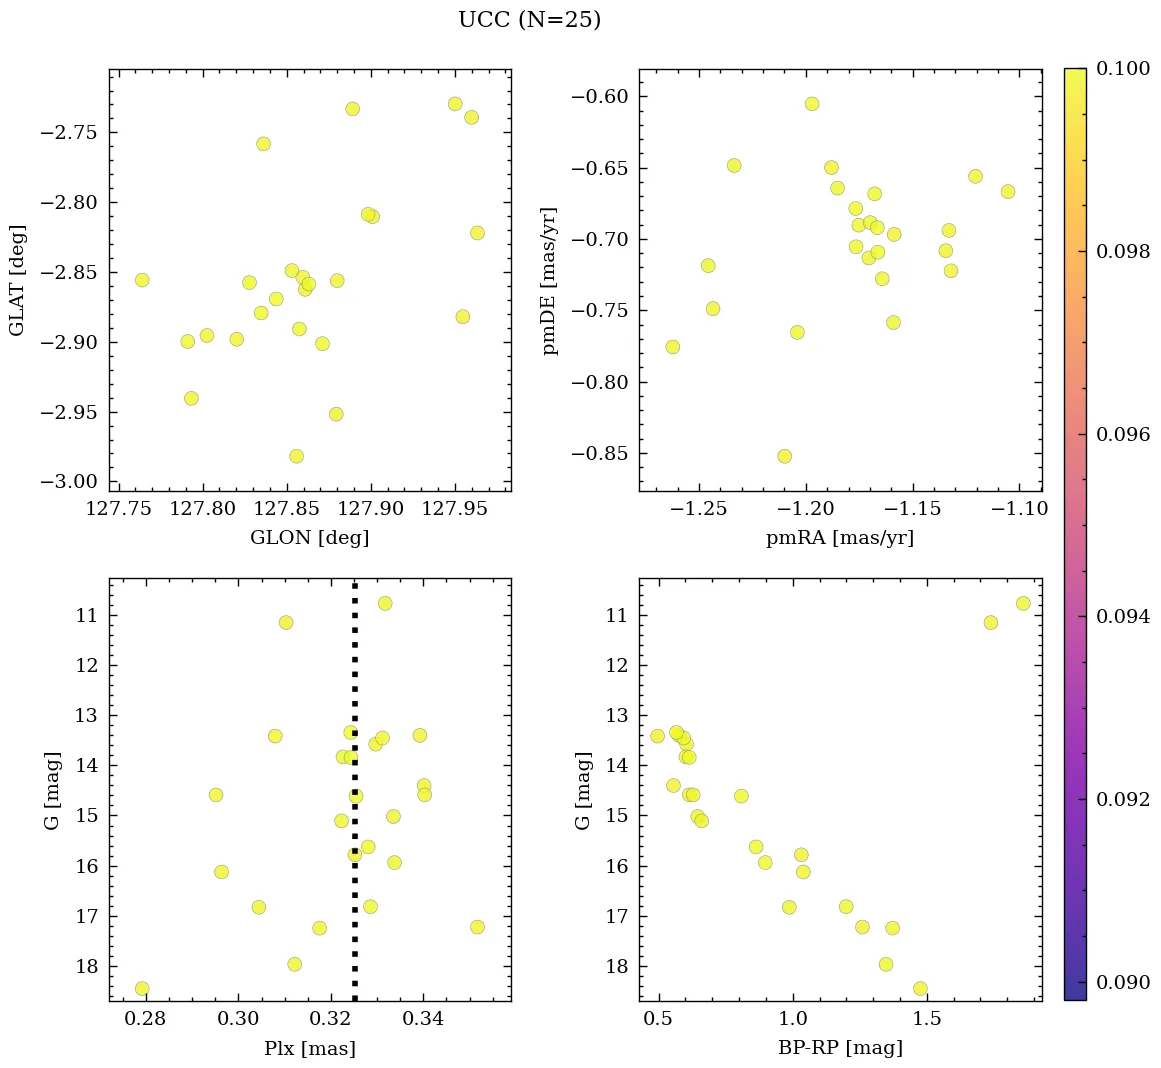 UCC (N=25)
−2.75
−2.80
−2.85
−2.90
−2.95
−3.00
GLAT [deg]
127.75 127.80 127.85 127.90 127.95
GLON [deg]
−0.60
−0.65
−0.70
−0.75
−0.80
−0.85
pmDE [mas/yr]
−1.25 −1.20 −1.15 −1.10
pmRA [mas/yr]
0.100
0.098
0.096
0.094
0.092
0.090
11
12
13
14
15
16
17
18
G [mag]
0.28 0.30 0.32 0.34
Plx [mas]
11
12
13
14
15
16
17
18
G [mag]
0.5 1.0 1.5
BP-RP [mag]